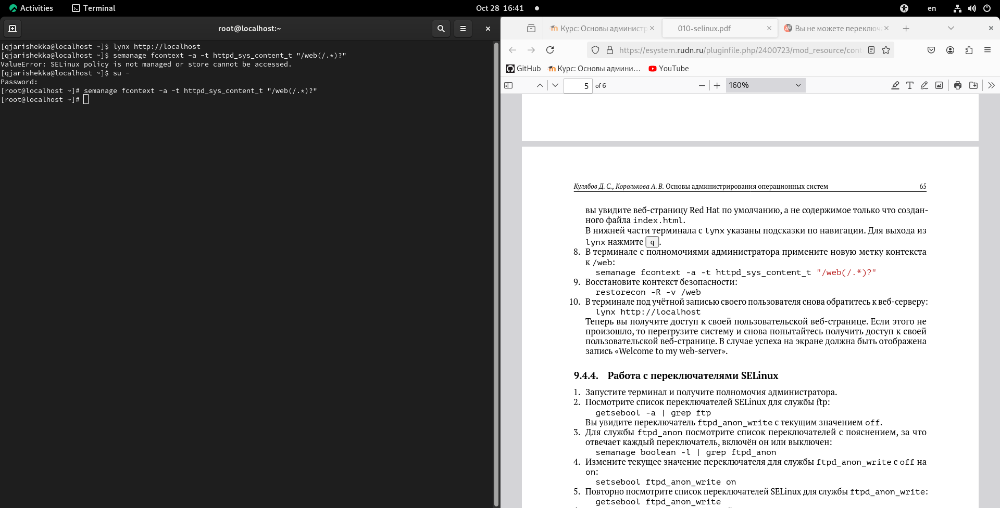 Activities
Terminal
Oct 28 16:41
en
root@localhost:~
[qjarishekka@localhost ~]$ lynx http://localhost
[qjarishekka@localhost ~]$ semanage fcontext -a -t httpd_sys_content_t "/web(/.*)?"
ValueError: SELinux policy is not managed or store cannot be accessed.
[qjarishekka@localhost ~]$ su -
Password:
[root@localhost ~]# semanage fcontext -a -t httpd_sys_content_t "/web(/.*)?"
[root@localhost ~]#
Курс: Основы администр
010-selinux.pdf
Вы не можете переключ
https://esystem.rudn.ru/pluginfile.php/2400723/mod_resource/cont
GitHub
Курс: Основы админи…
YouTube
5 of 6
160%
Кулябов Д. С., Королькова А. В. Основы администрирования операционных систем 65
вы увидите веб-страницу Red Hat по умолчанию, а не содержимое только что создан-
ного файла index.html.
В нижней части терминала с lynx указаны подсказки по навигации. Для выхода из
lynx нажмите q .
8. В терминале с полномочиями администратора примените новую метку контекста
к /web:
semanage fcontext -a -t httpd_sys_content_t "/web(/.*)?"
9. Восстановите контекст безопасности:
restorecon -R -v /web
10. В терминале под учётной записью своего пользователя снова обратитесь к веб-серверу:
lynx http://localhost
Теперь вы получите доступ к своей пользовательской веб-странице. Если этого не
произошло, то перегрузите систему и снова попытайтесь получить доступ к своей
пользовательской веб-странице. В случае успеха на экране должна быть отображена
запись «Welcome to my web-server».
9.4.4. Работа с переключателями SELinux
1. Запустите терминал и получите полномочия администратора.
2. Посмотрите список переключателей SELinux для службы ftp:
getsebool -a | grep ftp
Вы увидите переключатель ftpd_anon_write с текущим значением off.
3. Для службы ftpd_anon посмотрите список переключателей с пояснением, за что
отвечает каждый переключатель, включён он или выключен:
semanage boolean -l | grep ftpd_anon
4. Измените текущее значение переключателя для службы ftpd_anon_write с off на
on:
setsebool ftpd_anon_write on
5. Повторно посмотрите список переключателей SELinux для службы ftpd_anon_write:
getsebool ftpd_anon_write